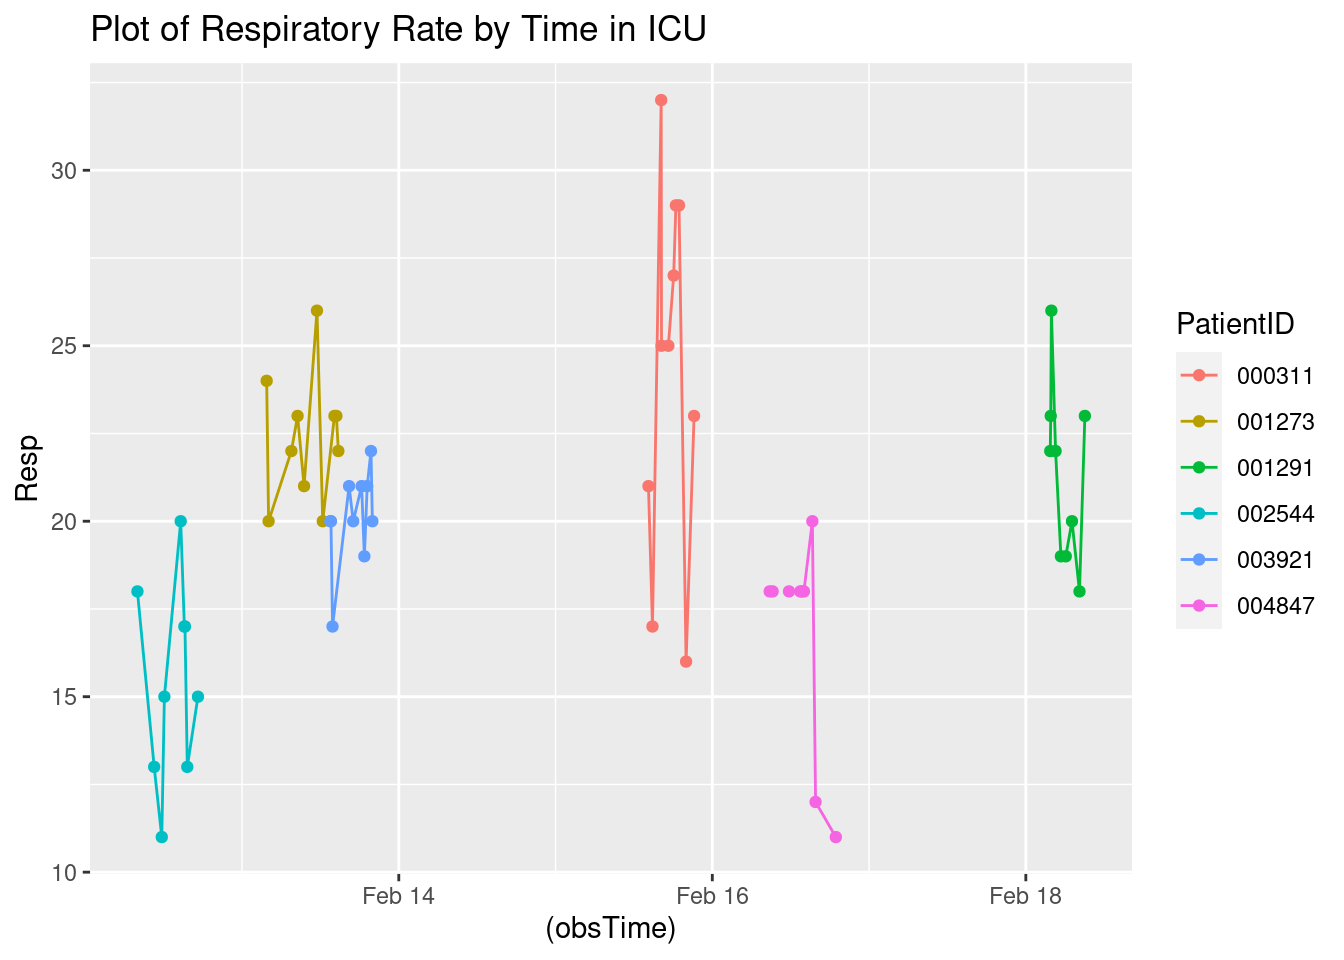 Plot of Respiratory Rate by Time in ICU
Resp
30
25
20
15
10
Feb 14
Feb 16
Feb 18
(obsTime)
PatientID
000311
001273
001291
002544
003921
004847